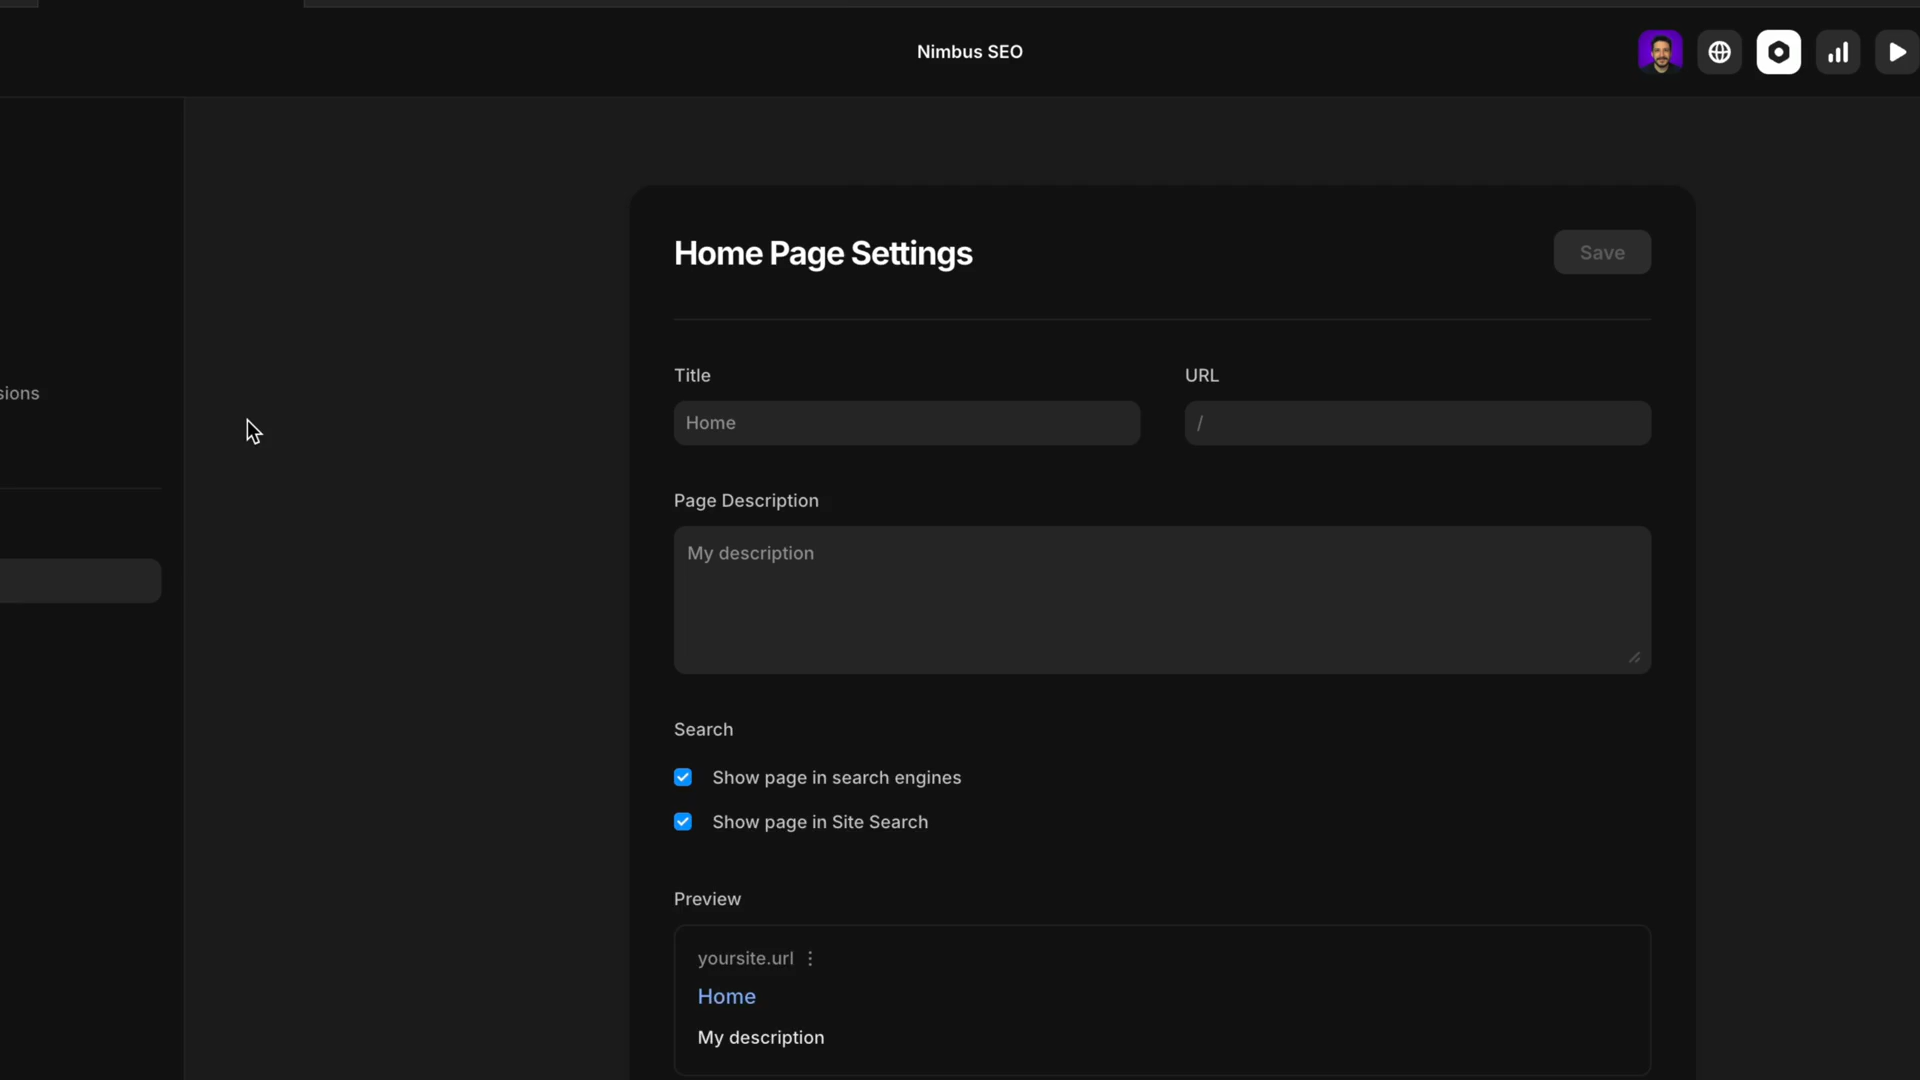 Nimbus SEO
Home Page Settings
Save
Title
URL
Home
/
sions
Page Description
My description
Search
Show page in search engines
Show page in Site Search
Preview
yoursite.url
Home
My description